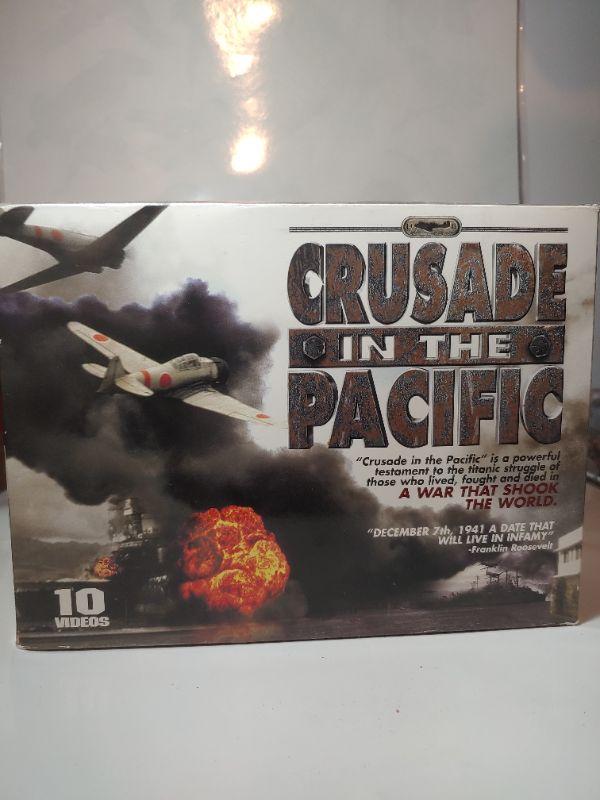 CRUSADE
IN THE
PACIFIC
"Crusade in the Pacific" is a powerful
testament to the titanic struggle of
those who lived, fought and died in
A WAR THAT SHOOK
THE WORLD.
"DECEMBER 7th, 1941 A DATE THAT
WILL LIVE IN INFAMY"
-Franklin Roosevelt
10
VIDEOS